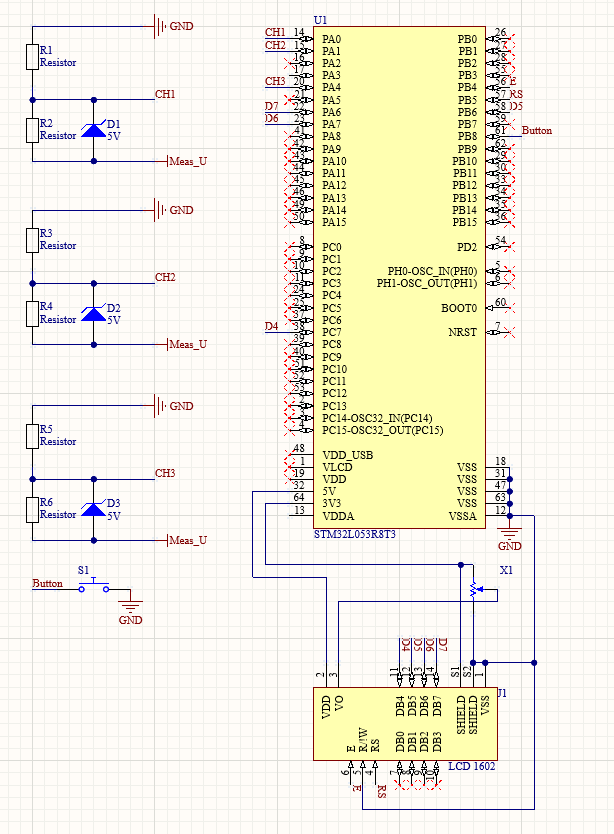 GND
R1
Resistor
CH1
R2
Resistor
D1
5V
Meas_U
GND
R3
Resistor
CH2
R4
Resistor
D2
5V
Meas_U
GND
R5
Resistor
CH3
R6
Resistor
D3
5V
Meas_U
Button
S1
GND
U1
CH1 14 PA0 PB0 26
CH2 15 PA1 PB1 27
16 PA2 PB2 28
17 PA3 PB3 55
CH3 20 PA4 PB4 56 E
21 PA5 PB5 57 RS
D7 22 PA6 PB6 58 D5
D6 23 PA7 PB7 59
41 PA8 PB8 61 Button
42 PA9 PB9 62
43 PA10 PB10 29
44 PA11 PB11 30
45 PA12 PB12 33
46 PA13 PB13 34
49 PA14 PB14 35
50 PA15 PB15 36
8 PC0 PD2 54
9 PC1
10 PC2 PH0-OSC_IN(PH0) 5
11 PC3 PH1-OSC_OUT(PH1) 6
24 PC4
25 PC5 BOOT0 60
37 PC6
D4 38 PC7 NRST 7
39 PC8
40 PC9
51 PC10
52 PC11
53 PC12
2 PC13
3 PC14-OSC32_IN(PC14)
4 PC15-OSC32_OUT(PC15)
48 VDD_USB
1 VLCD VSS 18
19 VDD VSS 31
32 5V VSS 47
64 3V3 VSS 63
13 VDDA VSSA 12
STM32L053R8T3
GND
X1
D4 D5 D6 D7
2 3 11 12 13 14 S1 S2 1
J1
VDD VO DB4 DB5 DB6 DB7 SHIELD SHIELD VSS
E R/!W RS DB0 DB1 DB2 DB3
LCD 1602
6 5 4 7 8 9 10
E RS